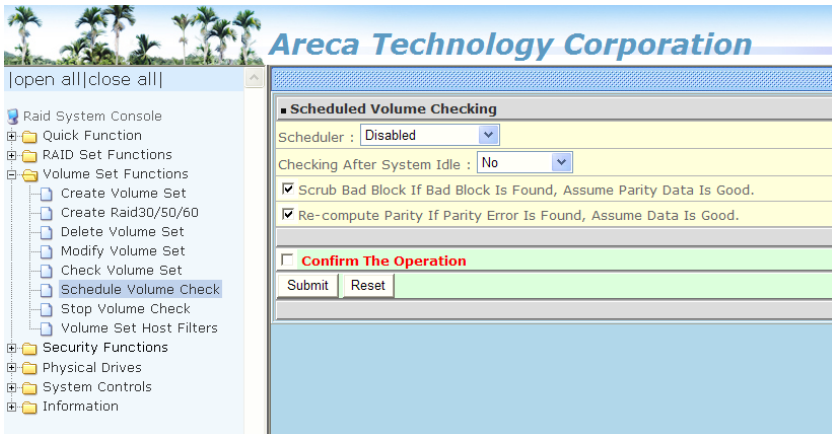 Areca Technology Corporation
|open all|close all|
Raid System Console
Quick Function
RAID Set Functions
Volume Set Functions
Create Volume Set
Create Raid30/50/60
Delete Volume Set
Modify Volume Set
Check Volume Set
Schedule Volume Check
Stop Volume Check
Volume Set Host Filters
Security Functions
Physical Drives
System Controls
Information
Scheduled Volume Checking
Scheduler : Disabled
Checking After System Idle : No
Scrub Bad Block If Bad Block Is Found, Assume Parity Data Is Good.
Re-compute Parity If Parity Error Is Found, Assume Data Is Good.
Confirm The Operation
Submit Reset